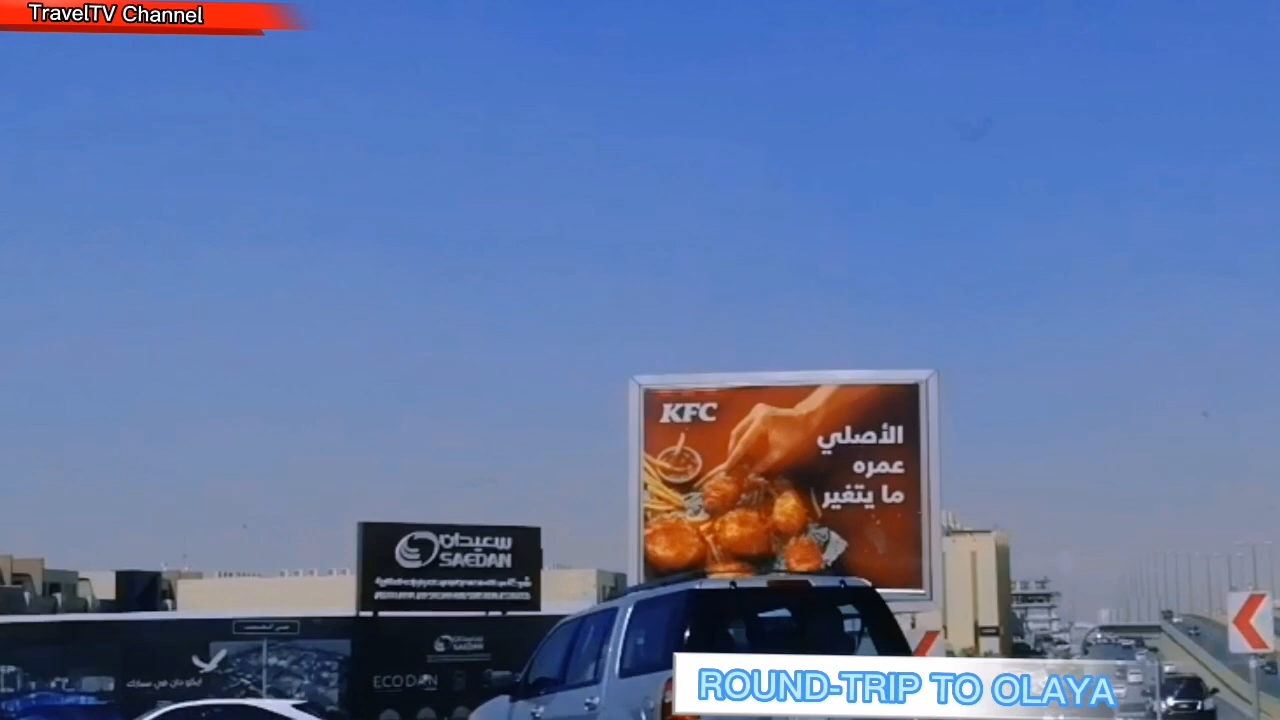 TravelTV Channel
KFC
الأصلي
عمره
ما يتغير
سعيدان
SAEDAN
ECODAN
ROUND-TRIP TO OLAYA